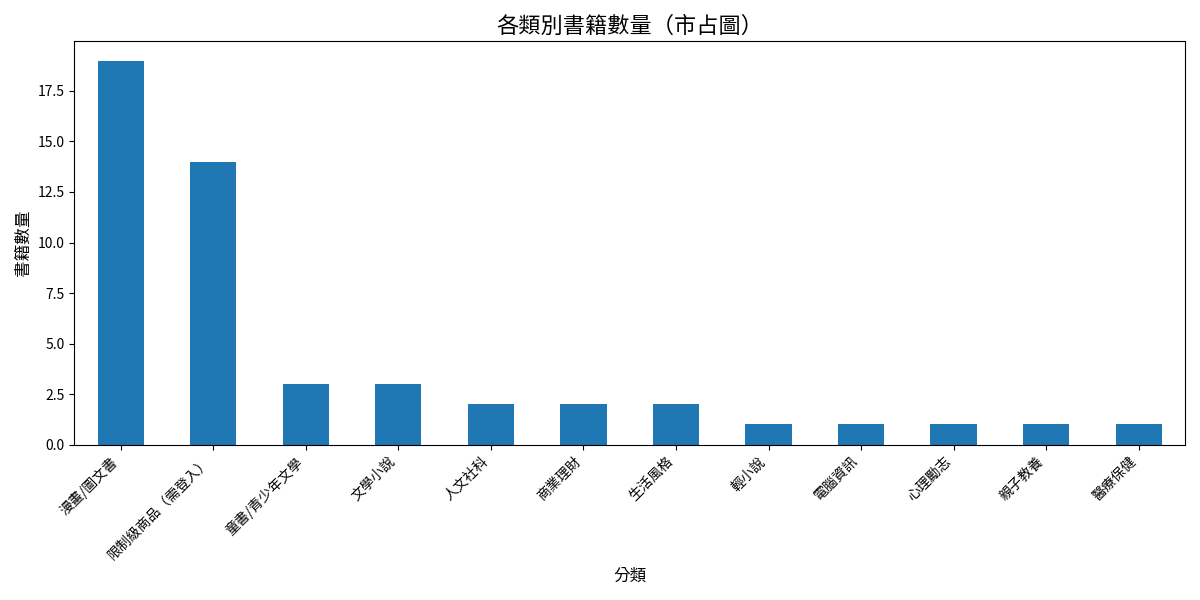 各類別書籍數量（市占圖）
書籍數量
17.5
15.0
12.5
10.0
7.5
5.0
2.5
0.0
漫畫/圖文書
限制級商品（需登入）
童書/青少年文學
文學小說
人文社科
商業理財
生活風格
輕小說
電腦資訊
心理勵志
親子教養
醫療保健
分類